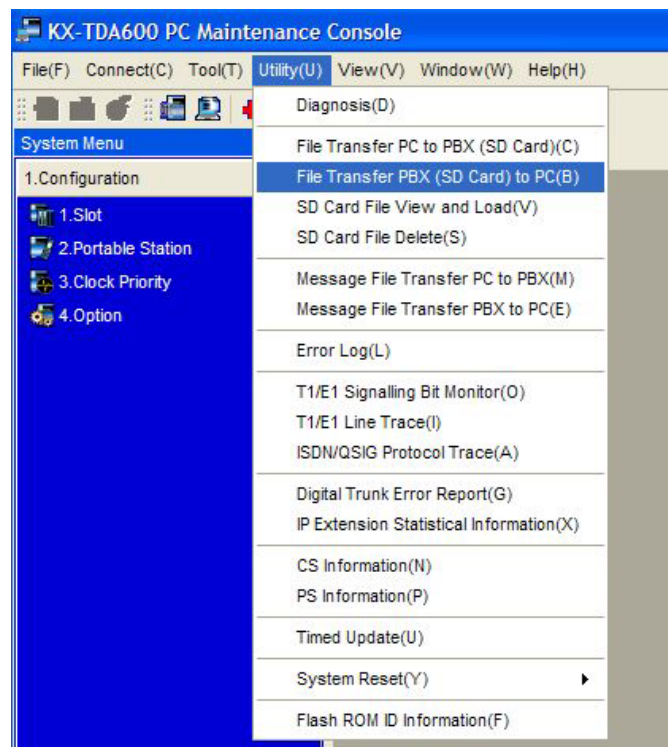 KX-TDA600 PC Maintenance Console
File(F) Connect(C) Tool(T) Utility(U) View(V) Window(W) Help(H)
System Menu
1.Configuration
1.Slot
2.Portable Station
3.Clock Priority
4.Option
Diagnosis(D)
File Transfer PC to PBX (SD Card)(C)
File Transfer PBX (SD Card) to PC(B)
SD Card File View and Load(V)
SD Card File Delete(S)
Message File Transfer PC to PBX(M)
Message File Transfer PBX to PC(E)
Error Log(L)
T1/E1 Signalling Bit Monitor(O)
T1/E1 Line Trace(I)
ISDN/QSIG Protocol Trace(A)
Digital Trunk Error Report(G)
IP Extension Statistical Information(X)
CS Information(N)
PS Information(P)
Timed Update(U)
System Reset(Y)
Flash ROM ID Information(F)